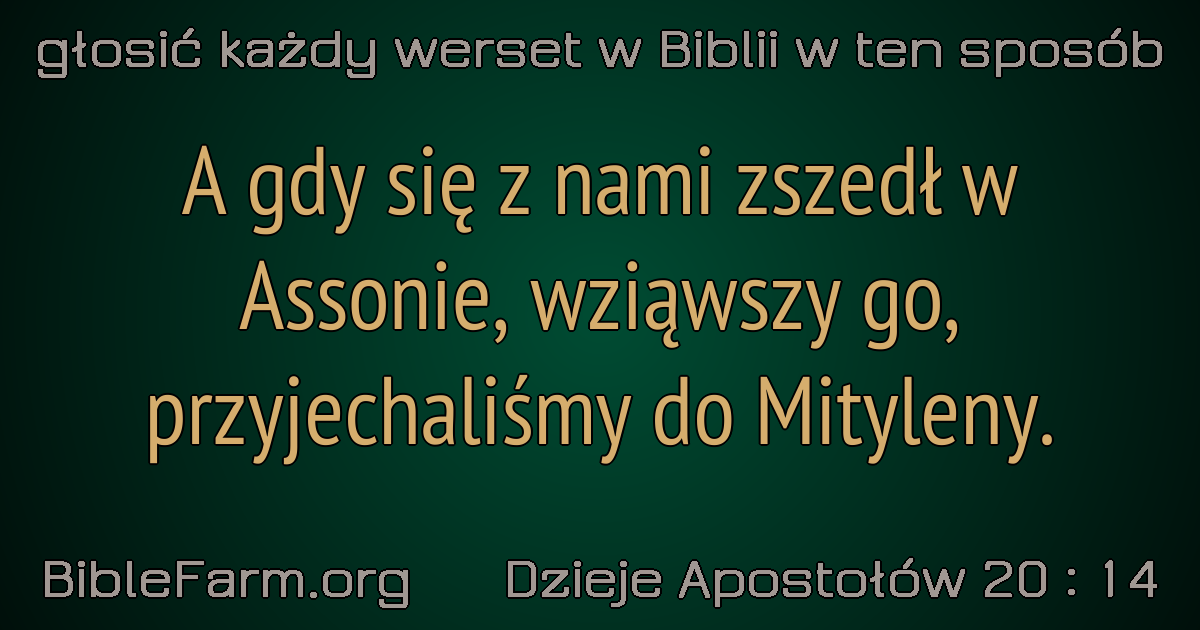 głosić każdy werset w Biblii w ten sposób
A gdy się z nami zszedł w
Assonie, wziąwszy go,
przyjechaliśmy do Mityleny.
BibleFarm.org
Dzieje Apostołów 20 : 14